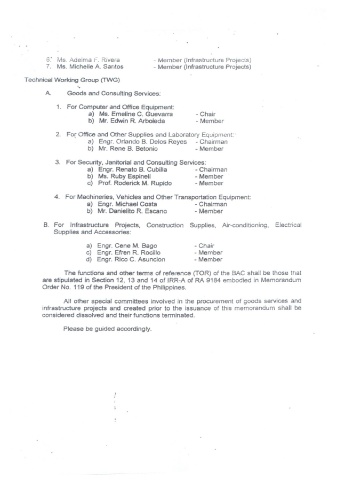 6. Ms. Adelma F. Rivera - Member (Infrastructure Projects)
7. Ms. Michelle A. Santos - Member (Infrastructure Projects)
Technical Working Group (TWG)
A. Goods and Consulting Services:
1. For Computer and Office Equipment:
a) Ms. Emeline C. Guevarra - Chair
b) Mr. Edwin R. Arboleda - Member
2. For Office and Other Supplies and Laboratory Equipment:
a) Engr. Orlando B. Delos Reyes - Chairman
b) Mr. Rene B. Betonio - Member
3. For Security, Janitorial and Consulting Services:
a) Engr. Renato B. Cubilla - Chairman
b) Ms. Ruby Espineli - Member
c) Prof. Roderick M. Rupido - Member
4. For Machineries, Vehicles and Other Transportation Equipment:
a) Engr. Michael Costa - Chairman
b) Mr. Danielito R. Escano - Member
B. For Infrastructure Projects, Construction Supplies, Air-conditioning, Electrical
Supplies and Accessories:
a) Engr. Cene M. Bago - Chair
c) Engr. Efren R. Rocillo - Member
d) Engr. Rico C. Asuncion - Member
The functions and other terms of reference (TOR) of the BAC shall be those that
are stipulated in Section 12, 13 and 14 of IRR-A of RA 9184 embodied in Memorandum
Order No. 119 of the President of the Philippines.
All other special committees involved in the procurement of goods services and
infrastructure projects and created prior to the issuance of this memorandum shall be
considered dissolved and their functions terminated.
Please be guided accordingly.